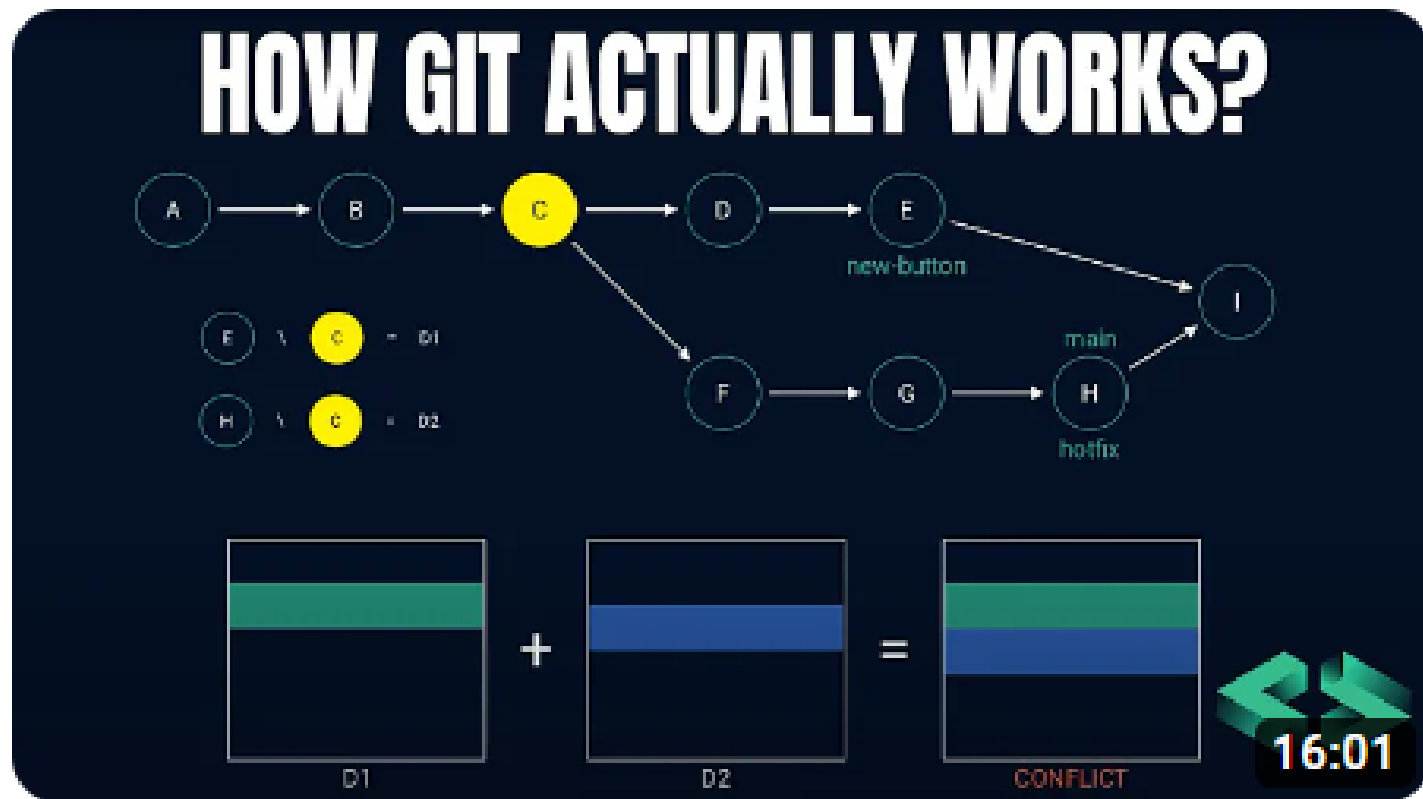 HOW GIT ACTUALLY WORKS?
A B C D E
new-button
I
E \ C = D1
main
F G H
H \ C = D2
hotfix
+ =
D1 D2 CONFLICT
16:01